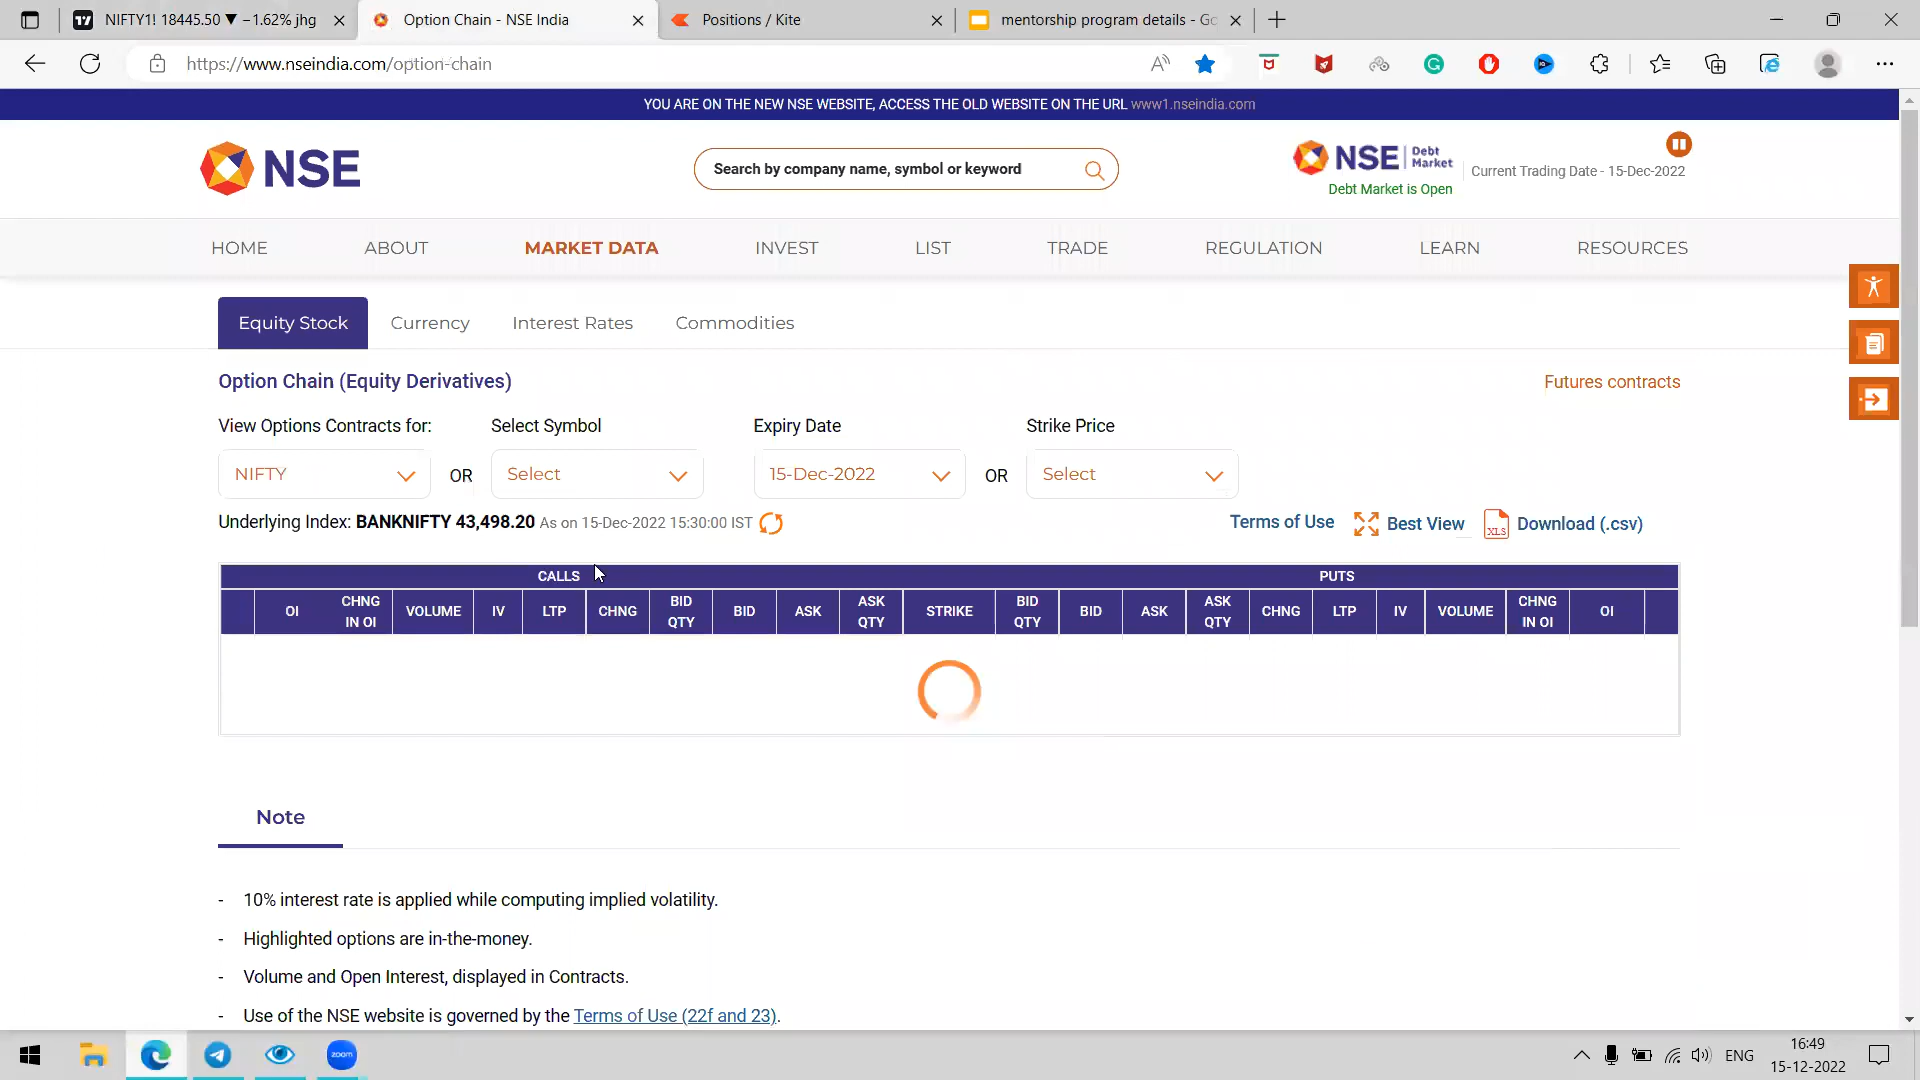 NIFTY1! 18445.50 ▼ −1.62% jhg
Option Chain - NSE India
Positions / Kite
mentorship program details - Go
https://www.nseindia.com/option-chain
YOU ARE ON THE NEW NSE WEBSITE, ACCESS THE OLD WEBSITE ON THE URL www1.nseindia.com
NSE
Search by company name, symbol or keyword
NSE Debt Market
Debt Market is Open
Current Trading Date - 15-Dec-2022
HOME ABOUT MARKET DATA INVEST LIST TRADE REGULATION LEARN RESOURCES
Equity Stock Currency Interest Rates Commodities
Option Chain (Equity Derivatives)
Futures contracts
View Options Contracts for: Select Symbol Expiry Date Strike Price
NIFTY OR Select 15-Dec-2022 OR Select
Underlying Index: BANKNIFTY 43,498.20 As on 15-Dec-2022 15:30:00 IST
Terms of Use Best View XLS Download (.csv)
CALLS PUTS
OI CHNG IN OI VOLUME IV LTP CHNG BID QTY BID ASK ASK QTY STRIKE BID QTY BID ASK ASK QTY CHNG LTP IV VOLUME CHNG IN OI OI
Note
- 10% interest rate is applied while computing implied volatility.
- Highlighted options are in-the-money.
- Volume and Open Interest, displayed in Contracts.
- Use of the NSE website is governed by the Terms of Use (22f and 23).
zoom
ENG
16:49
15-12-2022